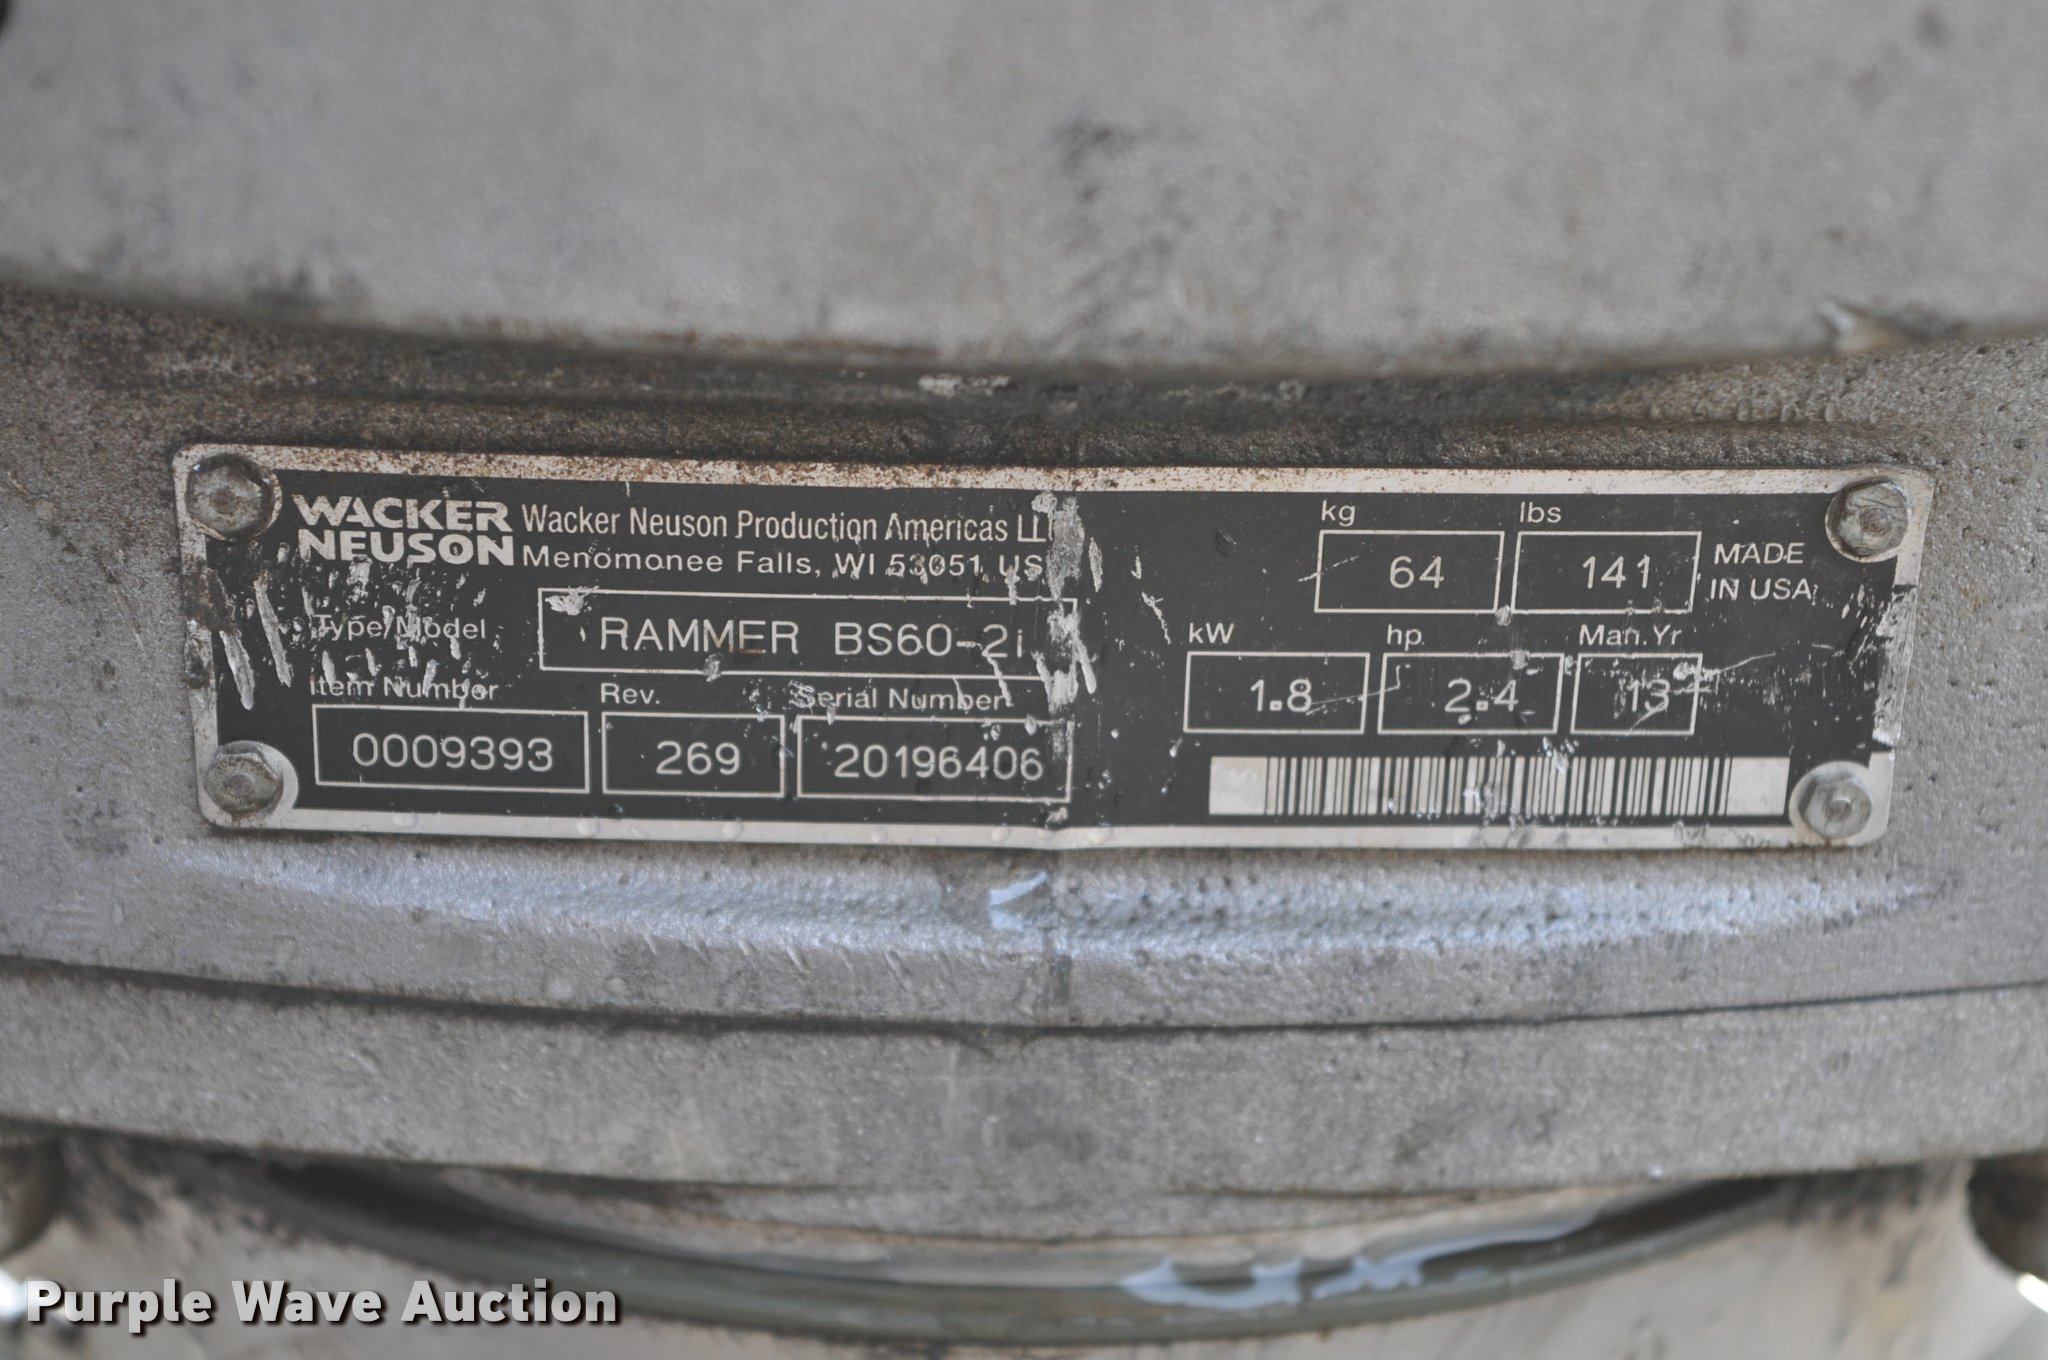 WACKER
NEUSON
Wacker Neuson Production Americas LL
Menomonee Falls, WI 53051 US
Type/Model
RAMMER BS60-2i
Item Number
0009393
Rev.
269
Serial Number
20196406
kg
64
lbs
141
MADE
IN USA
kW
1.8
hp
2.4
Man.Yr
13
Purple Wave Auction